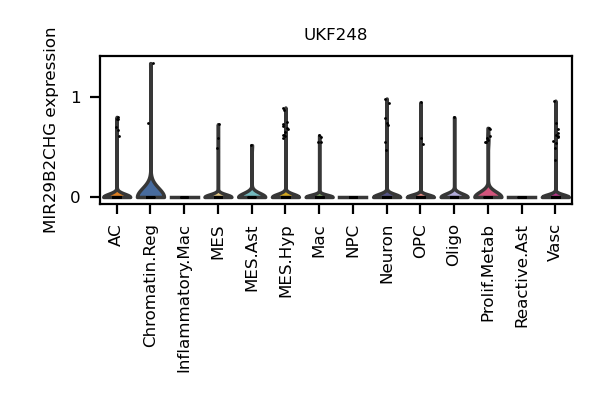 UKF248
MIR29B2CHG expression
1
0
AC
Chromatin.Reg
Inflammatory.Mac
MES
MES.Ast
MES.Hyp
Mac
NPC
Neuron
OPC
Oligo
Prolif.Metab
Reactive.Ast
Vasc